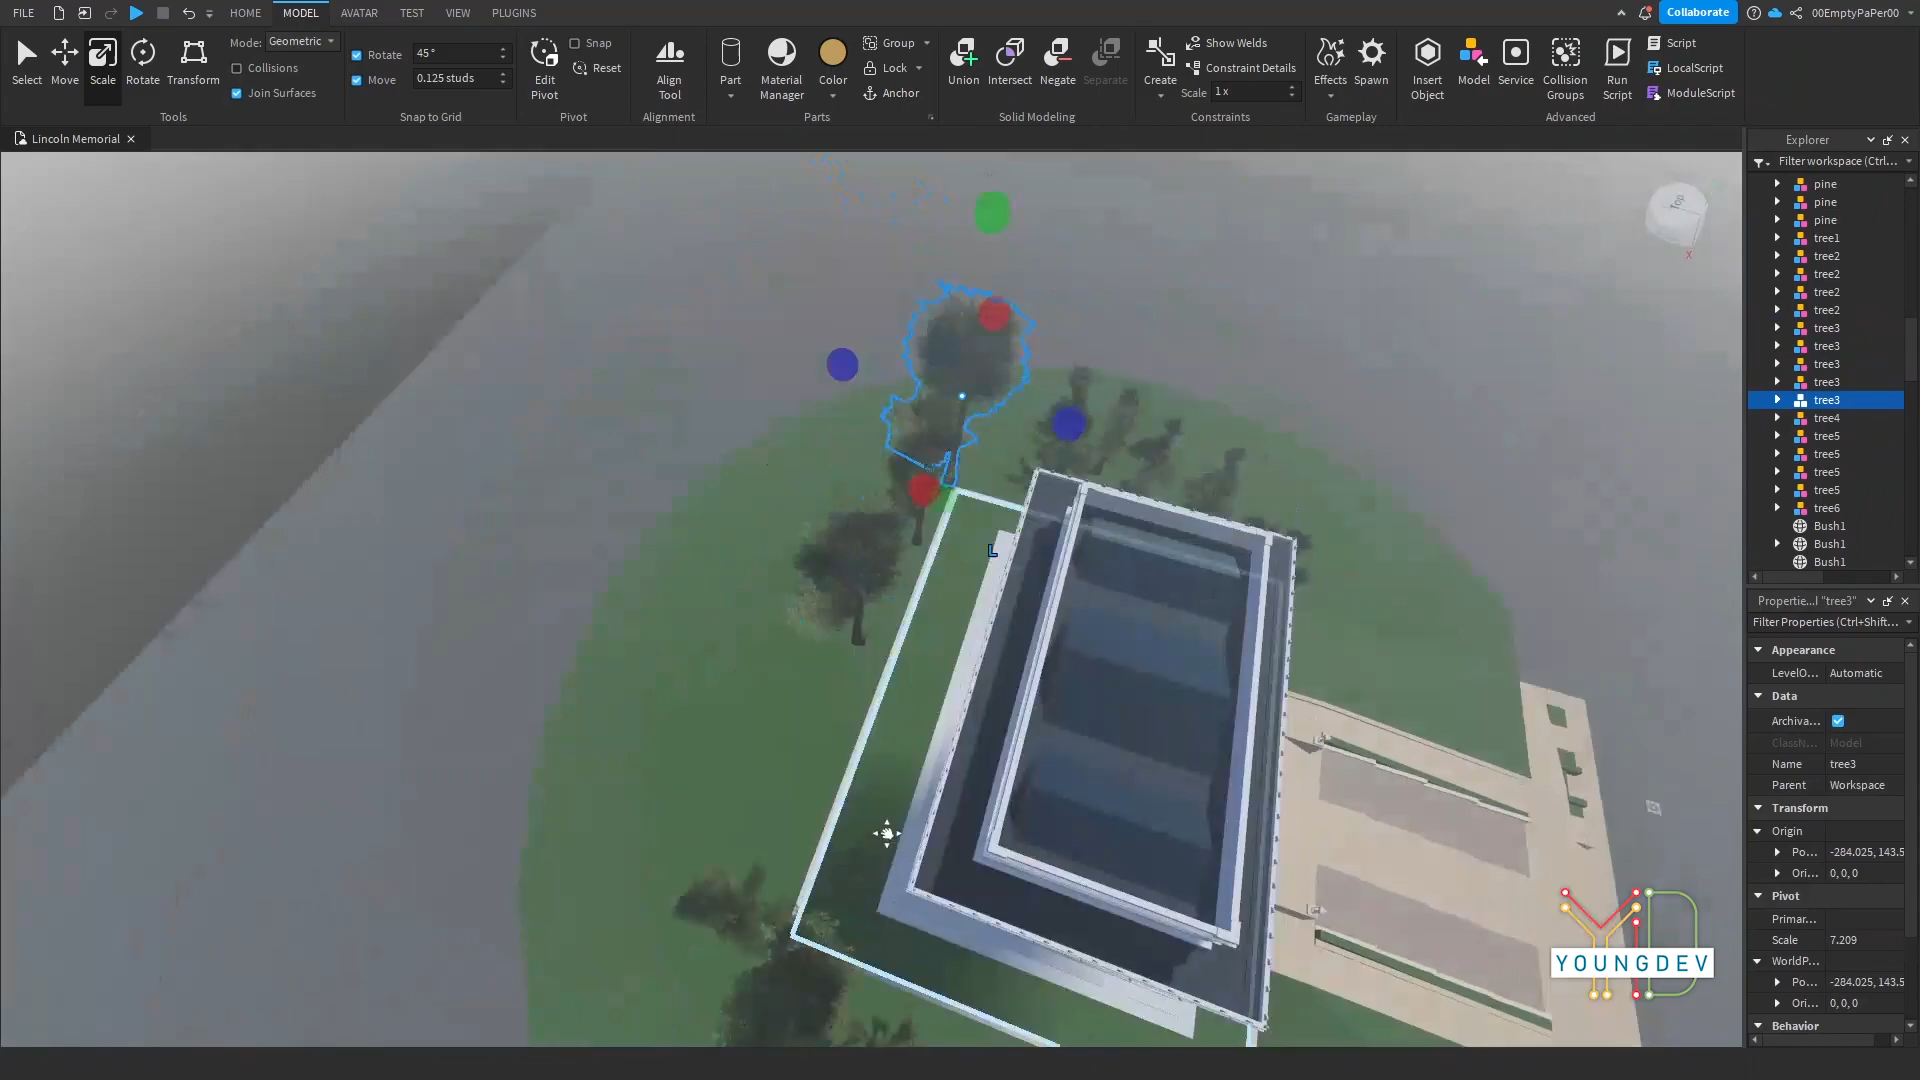 FILE HOME MODEL AVATAR TEST VIEW PLUGINS Collaborate 00EmptyPaPer00
Select Move Scale Rotate Transform
Mode: Geometric
Collisions
Join Surfaces
Tools
Rotate 45°
Move 0.125 studs
Snap to Grid
Edit Pivot
Snap
Reset
Pivot
Align Tool
Alignment
Part Material Manager Color
Group
Lock
Anchor
Parts
Union Intersect Negate Separate
Solid Modeling
Create
Show Welds
Constraint Details
Scale 1 x
Constraints
Effects Spawn
Gameplay
Insert Object Model Service Collision Groups Run Script
Script
LocalScript
ModuleScript
Advanced
Lincoln Memorial
Top
X
L
YOUNGDEV
Explorer
Filter workspace (Ctrl...
pine
pine
pine
tree1
tree2
tree2
tree2
tree2
tree3
tree3
tree3
tree3
tree3
tree4
tree5
tree5
tree5
tree5
tree6
Bush1
Bush1
Bush1
Propertie...l "tree3"
Filter Properties (Ctrl+Shift...
Appearance
LevelO... Automatic
Data
Archiva...
ClassN... Model
Name tree3
Parent Workspace
Transform
Origin
Po... -284.025, 143.5
Ori... 0, 0, 0
Pivot
Primar...
Scale 7.209
WorldP...
Po... -284.025, 143.5
Ori... 0, 0, 0
Behavior